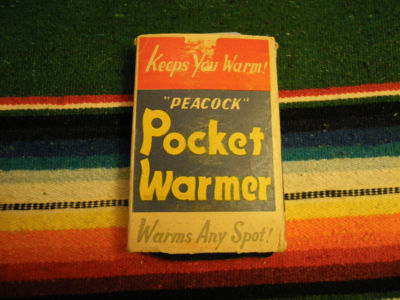 Keeps You Warm!
"PEACOCK"
Pocket
Warmer
Warms Any Spot!